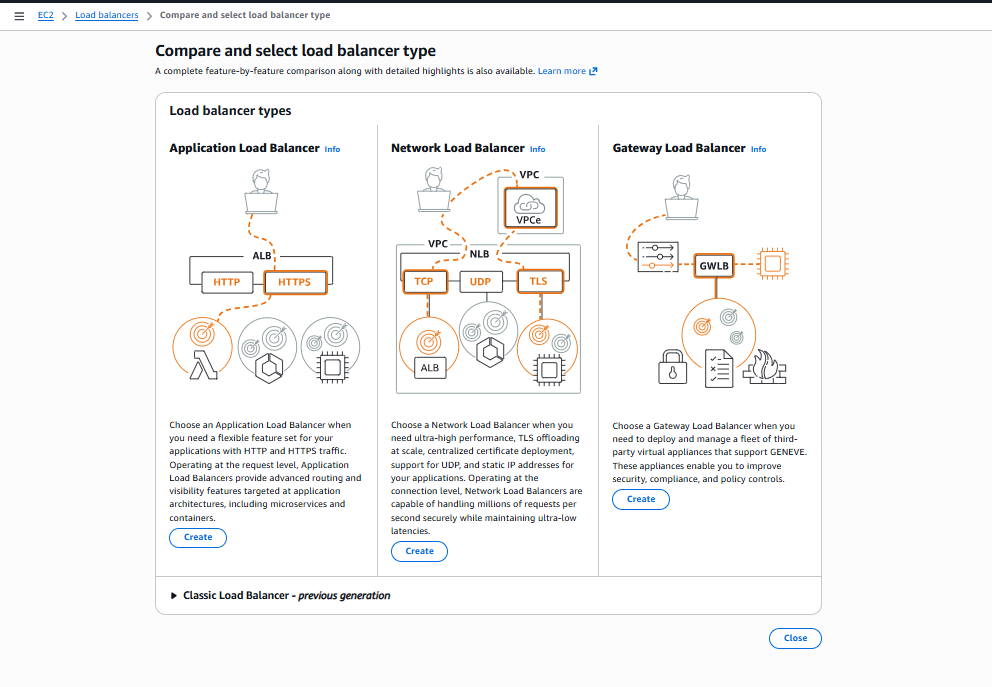 EC2 > Load balancers > Compare and select load balancer type
Compare and select load balancer type
A complete feature-by-feature comparison along with detailed highlights is also available. Learn more
Load balancer types
Application Load Balancer Info
ALB
HTTP
HTTPS
Choose an Application Load Balancer when
you need a flexible feature set for your
applications with HTTP and HTTPS traffic.
Operating at the request level, Application
Load Balancers provide advanced routing and
visibility features targeted at application
architectures, including microservices and
containers.
Create
Network Load Balancer Info
VPC
VPCe
VPC
NLB
TCP
UDP
TLS
ALB
Choose a Network Load Balancer when you
need ultra-high performance, TLS offloading
at scale, centralized certificate deployment,
support for UDP, and static IP addresses for
your applications. Operating at the
connection level, Network Load Balancers are
capable of handling millions of requests per
second securely while maintaining ultra-low
latencies.
Create
Gateway Load Balancer Info
GWLB
Choose a Gateway Load Balancer when you
need to deploy and manage a fleet of third-
party virtual appliances that support GENEVE.
These appliances enable you to improve
security, compliance, and policy controls.
Create
Classic Load Balancer - previous generation
Close